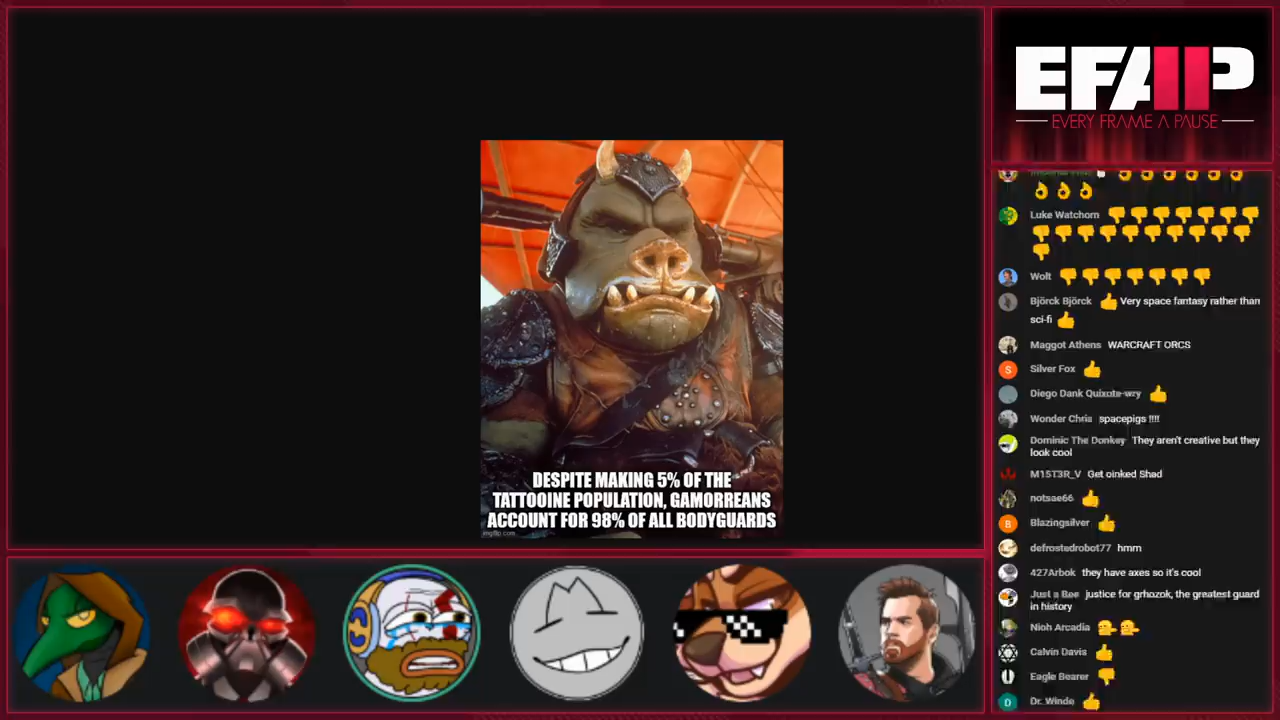 EFAP
EVERY FRAME A PAUSE
Luke Watchorn
Wolt
Björck Björck 👍Very space fantasy rather than
sci-fi 👍
Maggot Athens WARCRAFT ORCS
Silver Fox
Diego Dank Quixote-wry
Wonder Chris spacepigs !!!!
Dominic The Donkey They aren't creative but they
look cool
M1ST3R_V Get oinked Shad
notsae66
Blazingsilver
defrostedrobot77 hmm
427Arbok they have axes so it's cool
Just a Bee justice for grhozok, the greatest guard
in history
Nioh Arcadia
Calvin Davis
Eagle Bearer
Dr. Winde
DESPITE MAKING 5% OF THE
TATTOOINE POPULATION, GAMORREANS
ACCOUNT FOR 98% OF ALL BODYGUARDS
imgflip.com